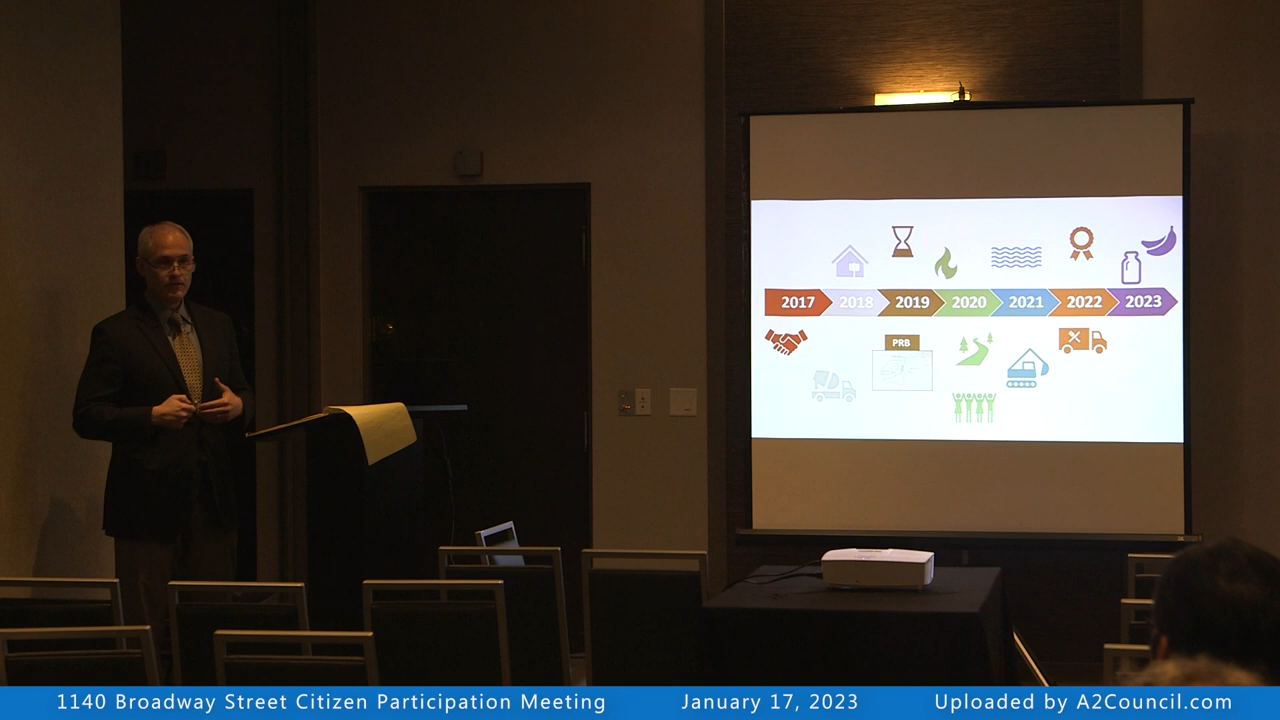 2017 2018 2019 2020 2021 2022 2023
PRB
1140 Broadway Street Citizen Participation Meeting January 17, 2023 Uploaded by A2Council.com